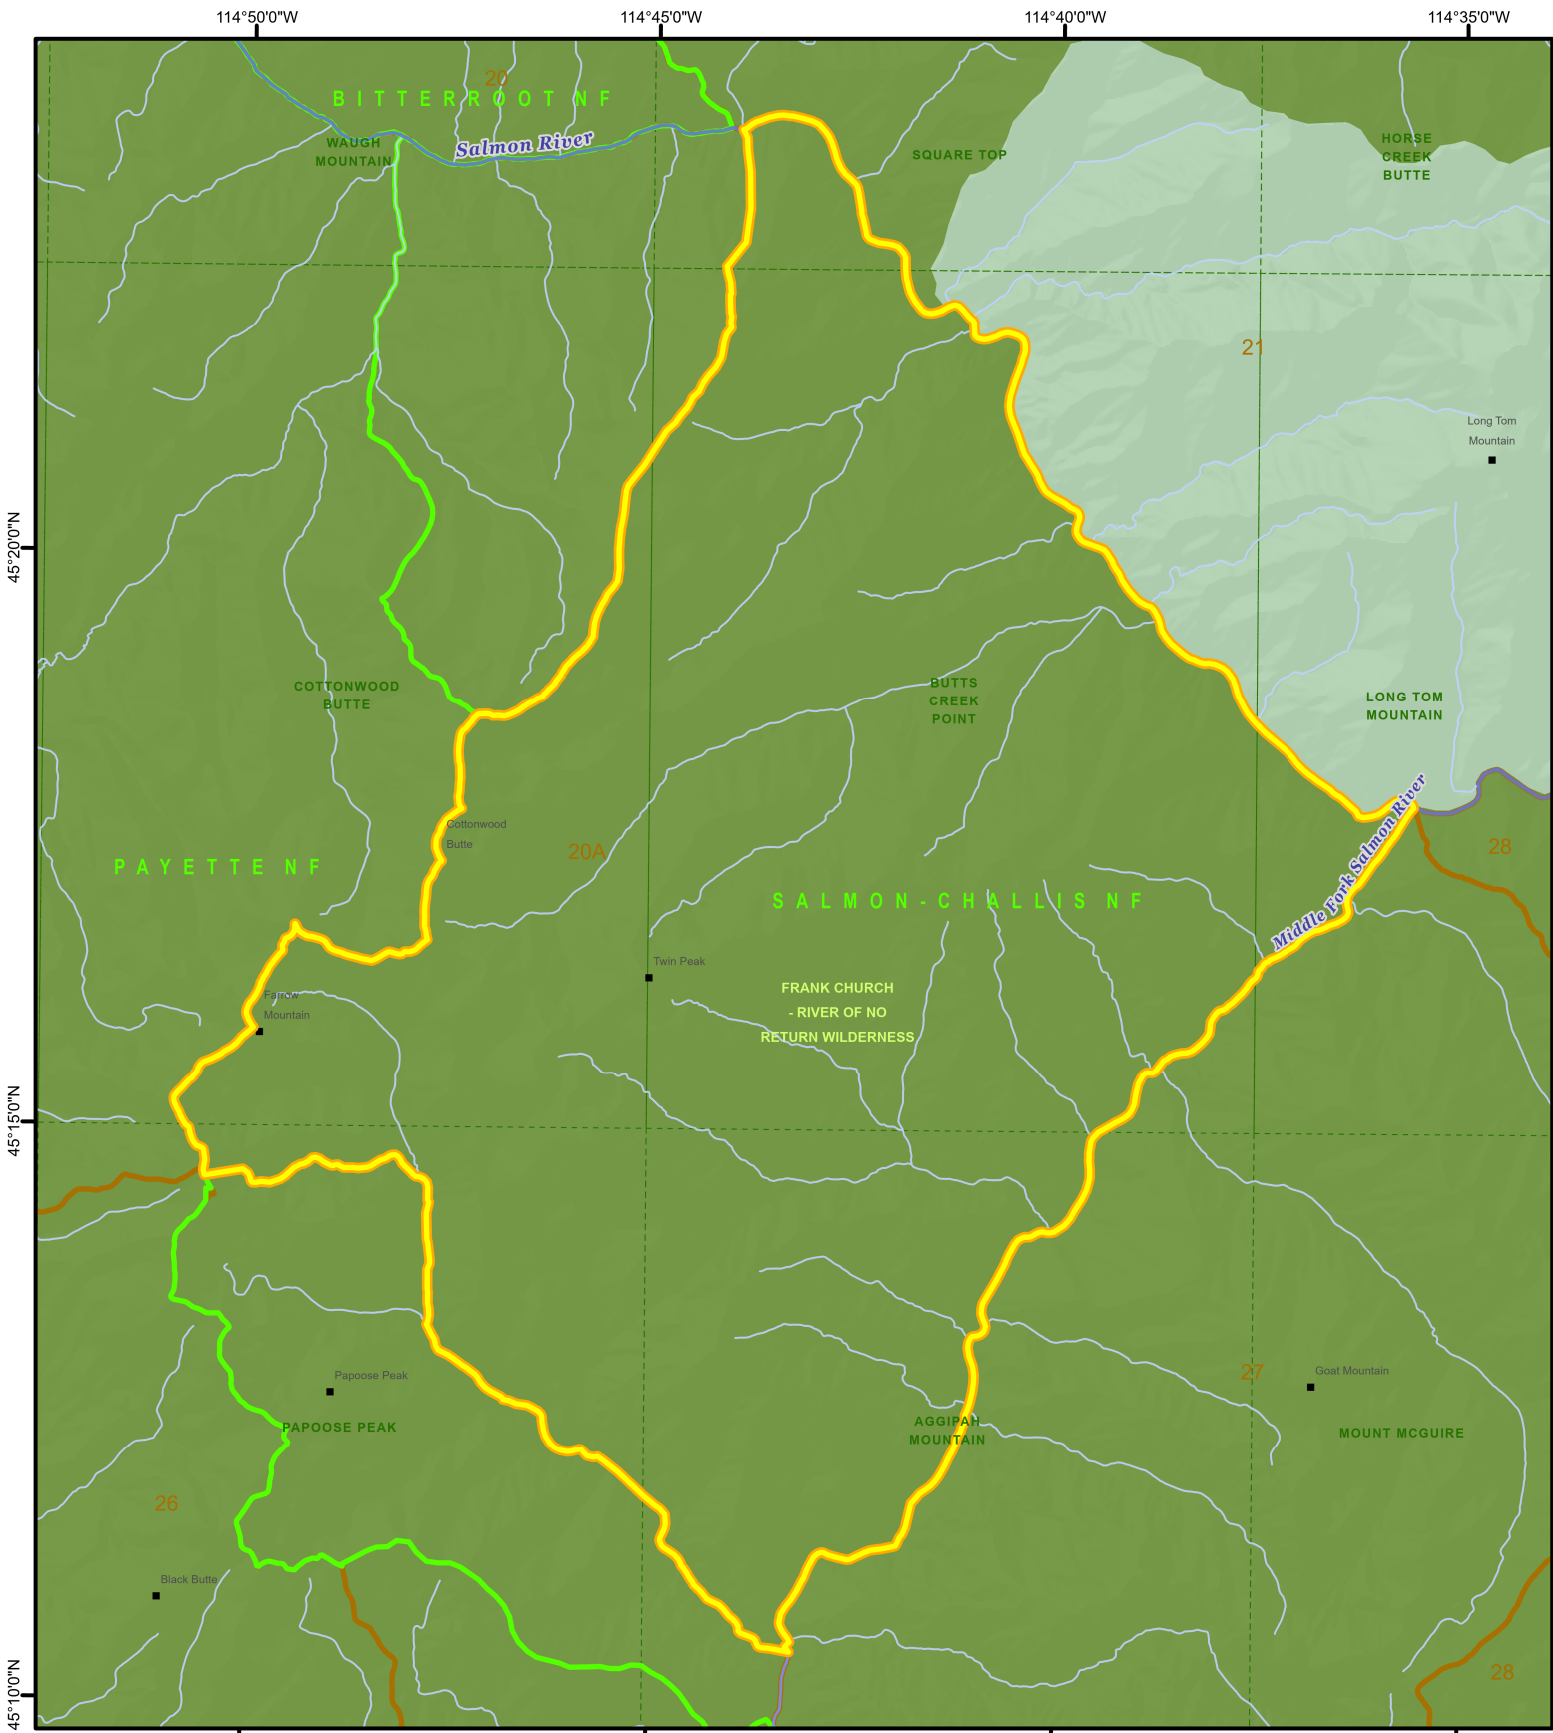 114°50'0"W
114°45'0"W
114°40'0"W
114°35'0"W
20
BITTERROOT NF
WAUGH
MOUNTAIN
Salmon River
SQUARE TOP
HORSE
CREEK
BUTTE
21
Long Tom
Mountain
45°20'0"N
COTTONWOOD
BUTTE
BUTTS
CREEK
POINT
LONG TOM
MOUNTAIN
Cottonwood
Butte
20A
28
PAYETTE NF
SALMON-CHALLIS NF
Middle Fork Salmon River
Twin Peak
FRANK CHURCH
- RIVER OF NO
RETURN WILDERNESS
Farrow
Mountain
45°15'0"N
Papoose Peak
27
Goat Mountain
PAPOOSE PEAK
AGGIPAH
MOUNTAIN
MOUNT MCGUIRE
26
Black Butte
28
45°10'0"N